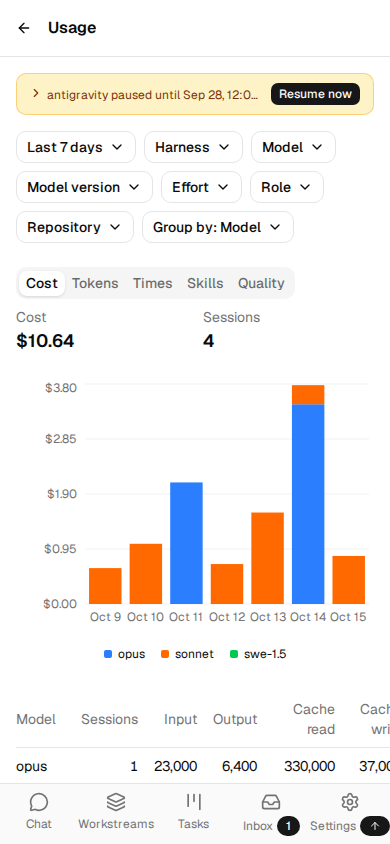 Usage
antigravity paused until Sep 28, 12:0... Resume now
Last 7 days Harness Model
Model version Effort Role
Repository Group by: Model
Cost Tokens Times Skills Quality
Cost Sessions
$10.64 4
$3.80
$2.85
$1.90
$0.95
$0.00
Oct 9 Oct 10 Oct 11 Oct 12 Oct 13 Oct 14 Oct 15
opus sonnet swe-1.5
Model Sessions Input Output Cache read Cach wri
opus 1 23,000 6,400 330,000 37,00
Chat Workstreams Tasks Inbox 1 Settings